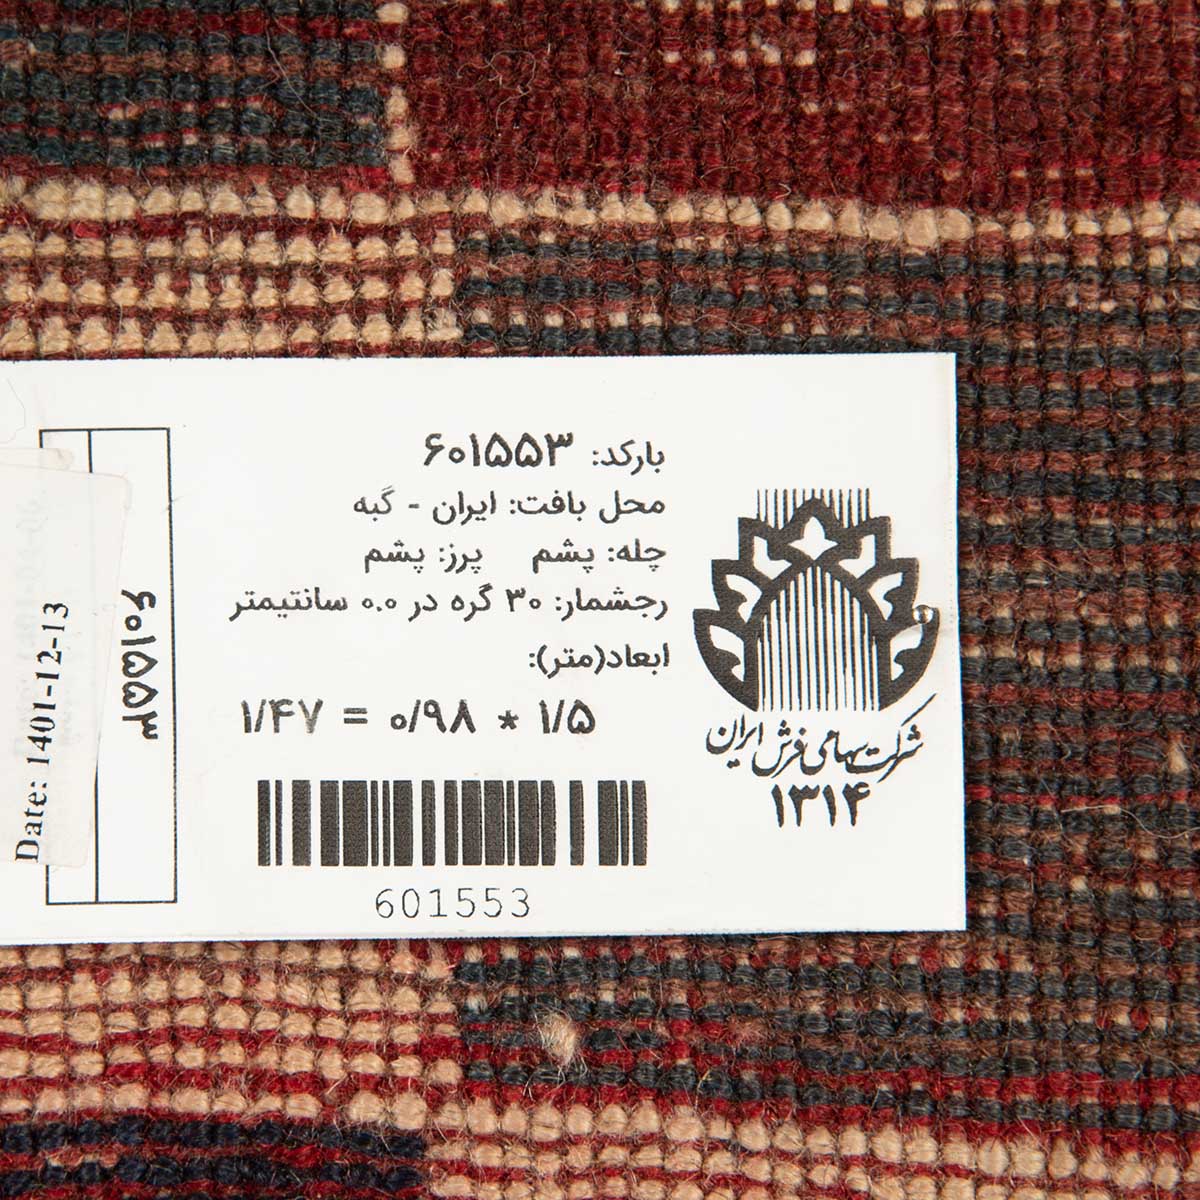 بارکد: ۶۰۱۵۵۳
محل بافت: ایران - گبه
چله: پشم پرز: پشم
رجشمار: ۳۰ گره در ۰.۰ سانتیمتر
ابعاد(متر):
۱/۴۷ = ۰/۹۸ * ۱/۵
601553
شرکت سهامی فرش ایران
۱۳۱۴
۶۰۱۵۵۳
Date: 1401-12-13